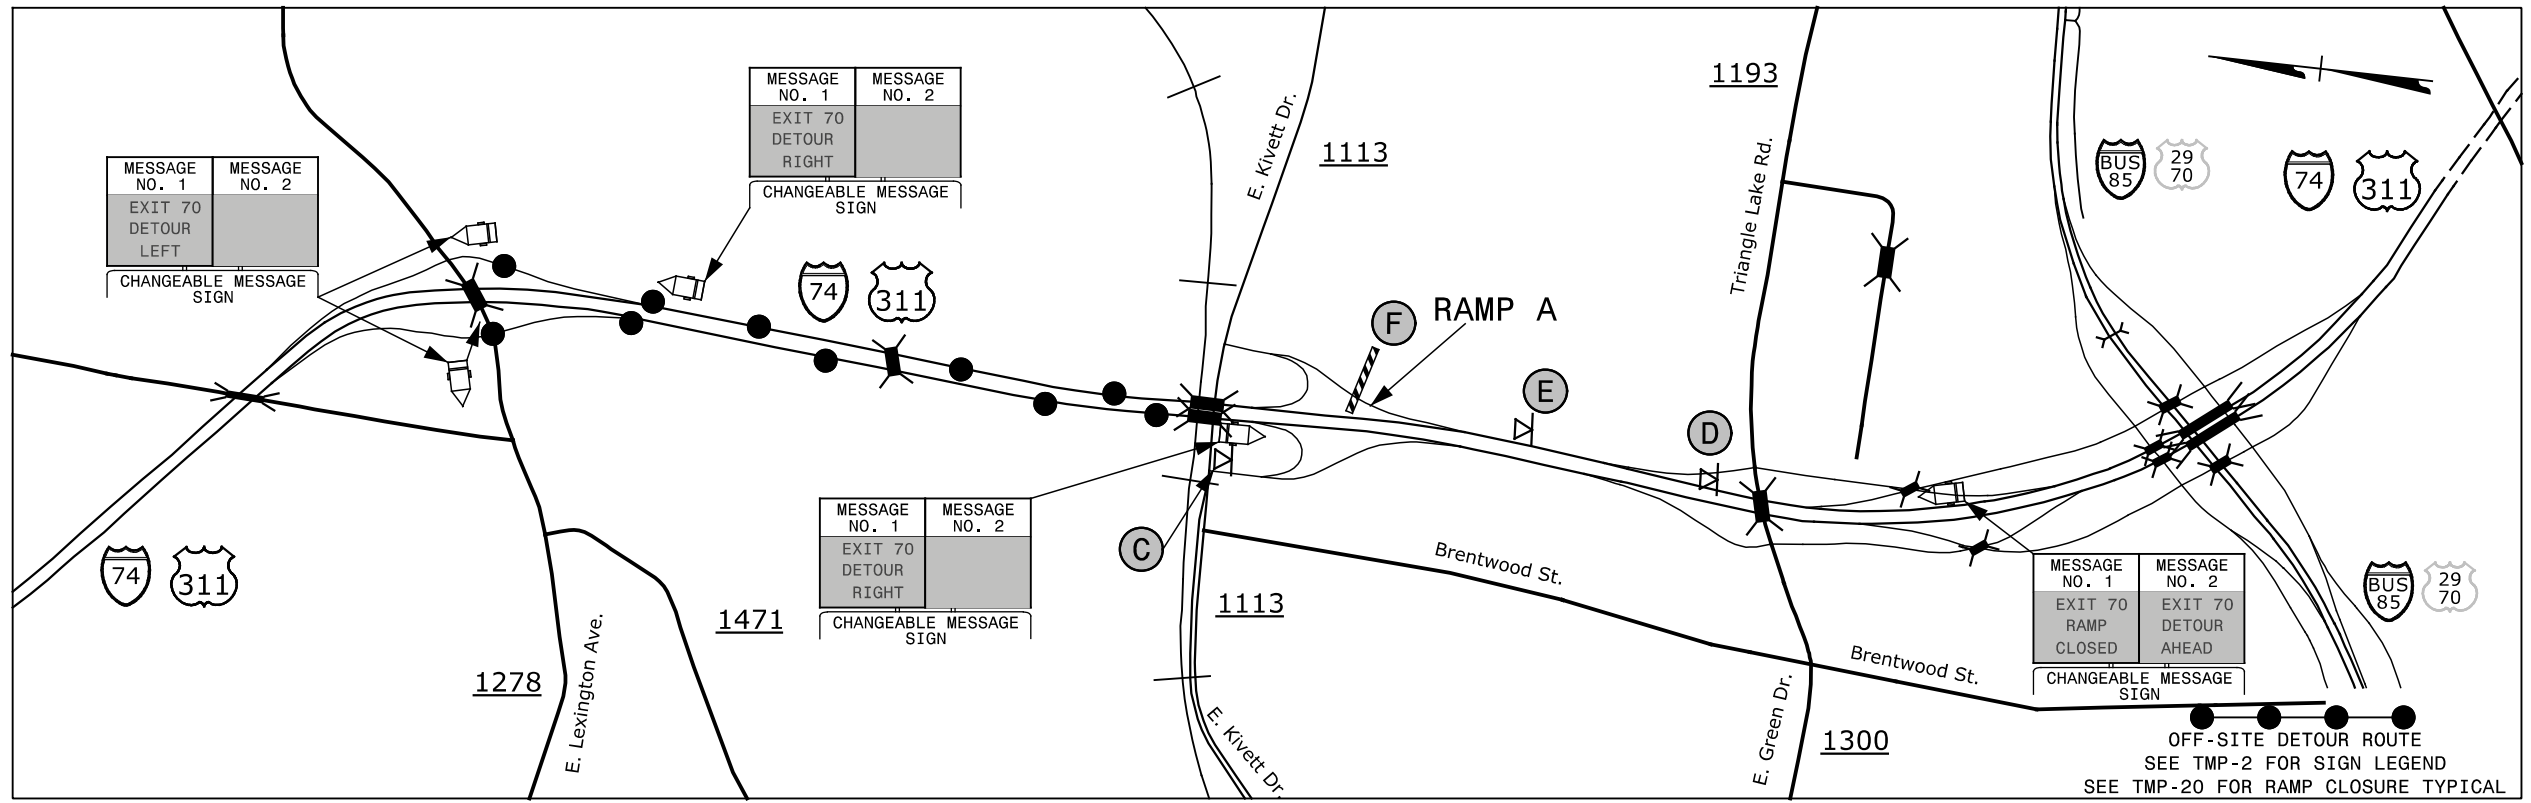 MESSAGE NO. 1
MESSAGE NO. 2
EXIT 70
DETOUR
LEFT
CHANGEABLE MESSAGE
SIGN
MESSAGE NO. 1
MESSAGE NO. 2
EXIT 70
DETOUR
RIGHT
CHANGEABLE MESSAGE
SIGN
74
311
E. Kivett Dr.
1113
1193
Triangle Lake Rd.
BUS
85
29
70
74
311
F
RAMP A
E
D
C
MESSAGE NO. 1
MESSAGE NO. 2
EXIT 70
DETOUR
RIGHT
CHANGEABLE MESSAGE
SIGN
74
311
1278
E. Lexington Ave.
1471
1113
E. Kivett Dr.
Brentwood St.
Brentwood St.
E. Green Dr.
1300
MESSAGE NO. 1
MESSAGE NO. 2
EXIT 70
RAMP
CLOSED
EXIT 70
DETOUR
AHEAD
CHANGEABLE MESSAGE
SIGN
BUS
85
29
70
OFF-SITE DETOUR ROUTE
SEE TMP-2 FOR SIGN LEGEND
SEE TMP-20 FOR RAMP CLOSURE TYPICAL